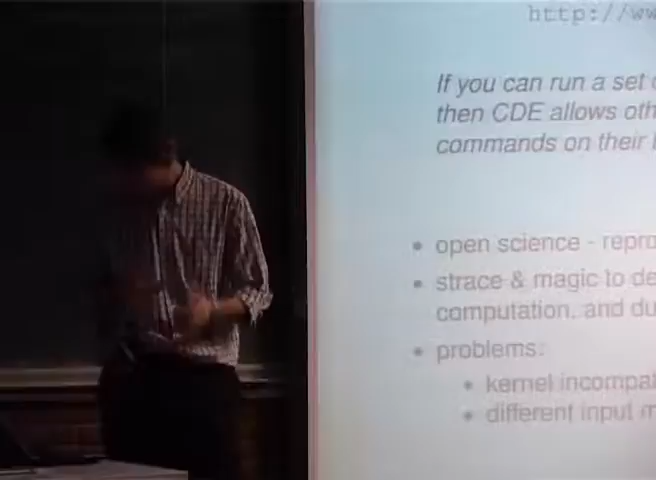 http://ww
If you can run a set
then CDE allows oth
commands on their
• open science - repro
• strace & magic to de
computation, and du
• problems:
• kernel incompat
• different input m